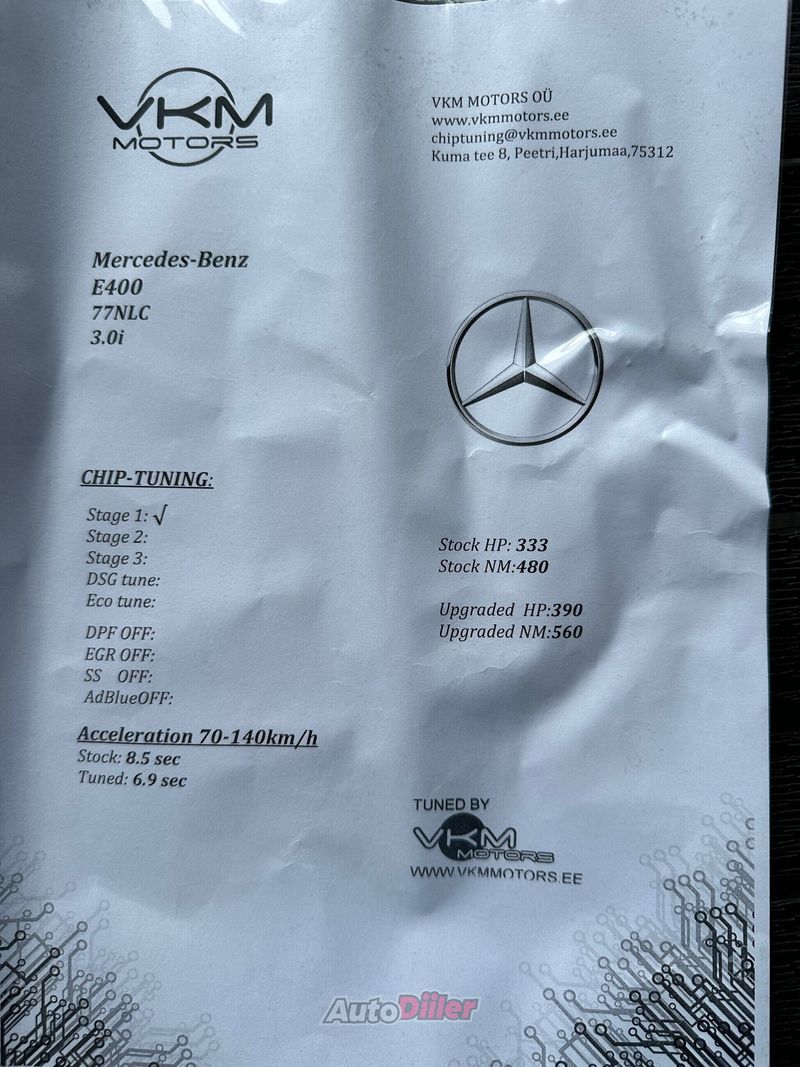 VKM
MOTORS
VKM MOTORS OÜ
www.vkmmotors.ee
chiptuning@vkmmotors.ee
Kuma tee 8, Peetri,Harjumaa,75312
Mercedes-Benz
E400
77NLC
3.0i
CHIP-TUNING:
Stage 1: √
Stage 2:
Stage 3:
DSG tune:
Eco tune:
DPF OFF:
EGR OFF:
SS OFF:
AdBlueOFF:
Stock HP: 333
Stock NM:480
Upgraded HP:390
Upgraded NM:560
Acceleration 70-140km/h
Stock: 8.5 sec
Tuned: 6.9 sec
TUNED BY
VKM
MOTORS
WWW.VKMMOTORS.EE
AutoDiiler